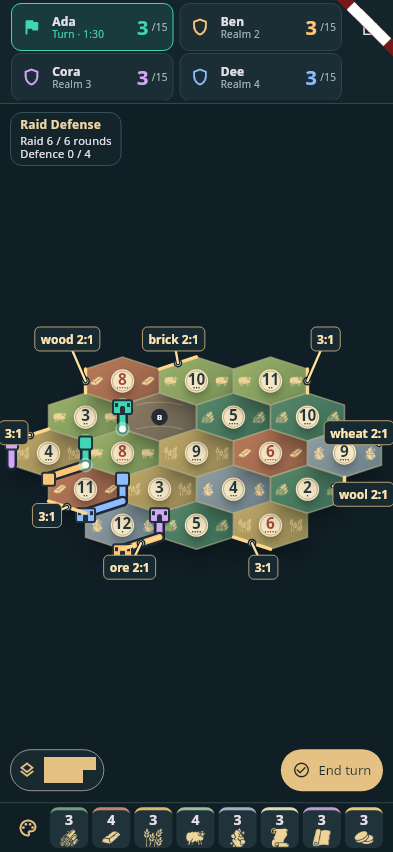 Ada
Turn · 1:30
3 /15
Ben
Realm 2
3 /15
Cora
Realm 3
3 /15
Dee
Realm 4
3 /15
Raid Defense
Raid 6 / 6 rounds
Defence 0 / 4
wood 2:1
brick 2:1
3:1
8
10
11
3
B
5
10
3:1
wheat 2:1
4
8
9
6
9
11
3
4
2
wool 2:1
3:1
12
5
6
ore 2:1
3:1
End turn
3
4
3
4
3
3
3
3